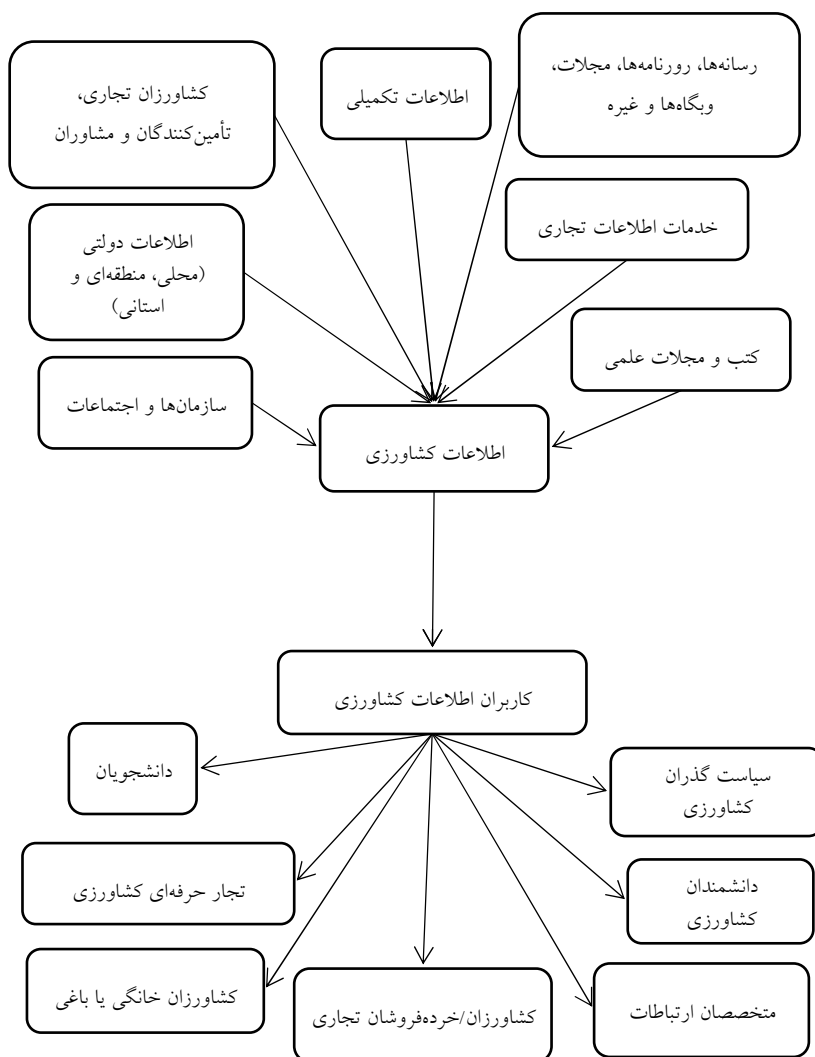 رسانه‌ها، رورنامه‌ها، مجلات،
وبگاه‌ها و غیره
اطلاعات تکمیلی
کشاورزان تجاری،
تأمین‌کنندگان و مشاوران
خدمات اطلاعات تجاری
اطلاعات دولتی
(محلی، منطقه‌ای و
استانی)
کتب و مجلات علمی
سازمان‌ها و اجتماعات
اطلاعات کشاورزی
کاربران اطلاعات کشاورزی
دانشجویان
سیاست گذران
کشاورزی
تجار حرفه‌ای کشاورزی
دانشمندان
کشاورزی
کشاورزان خانگی یا باغی
کشاورزان/خرده‌فروشان تجاری
متخصصان ارتباطات